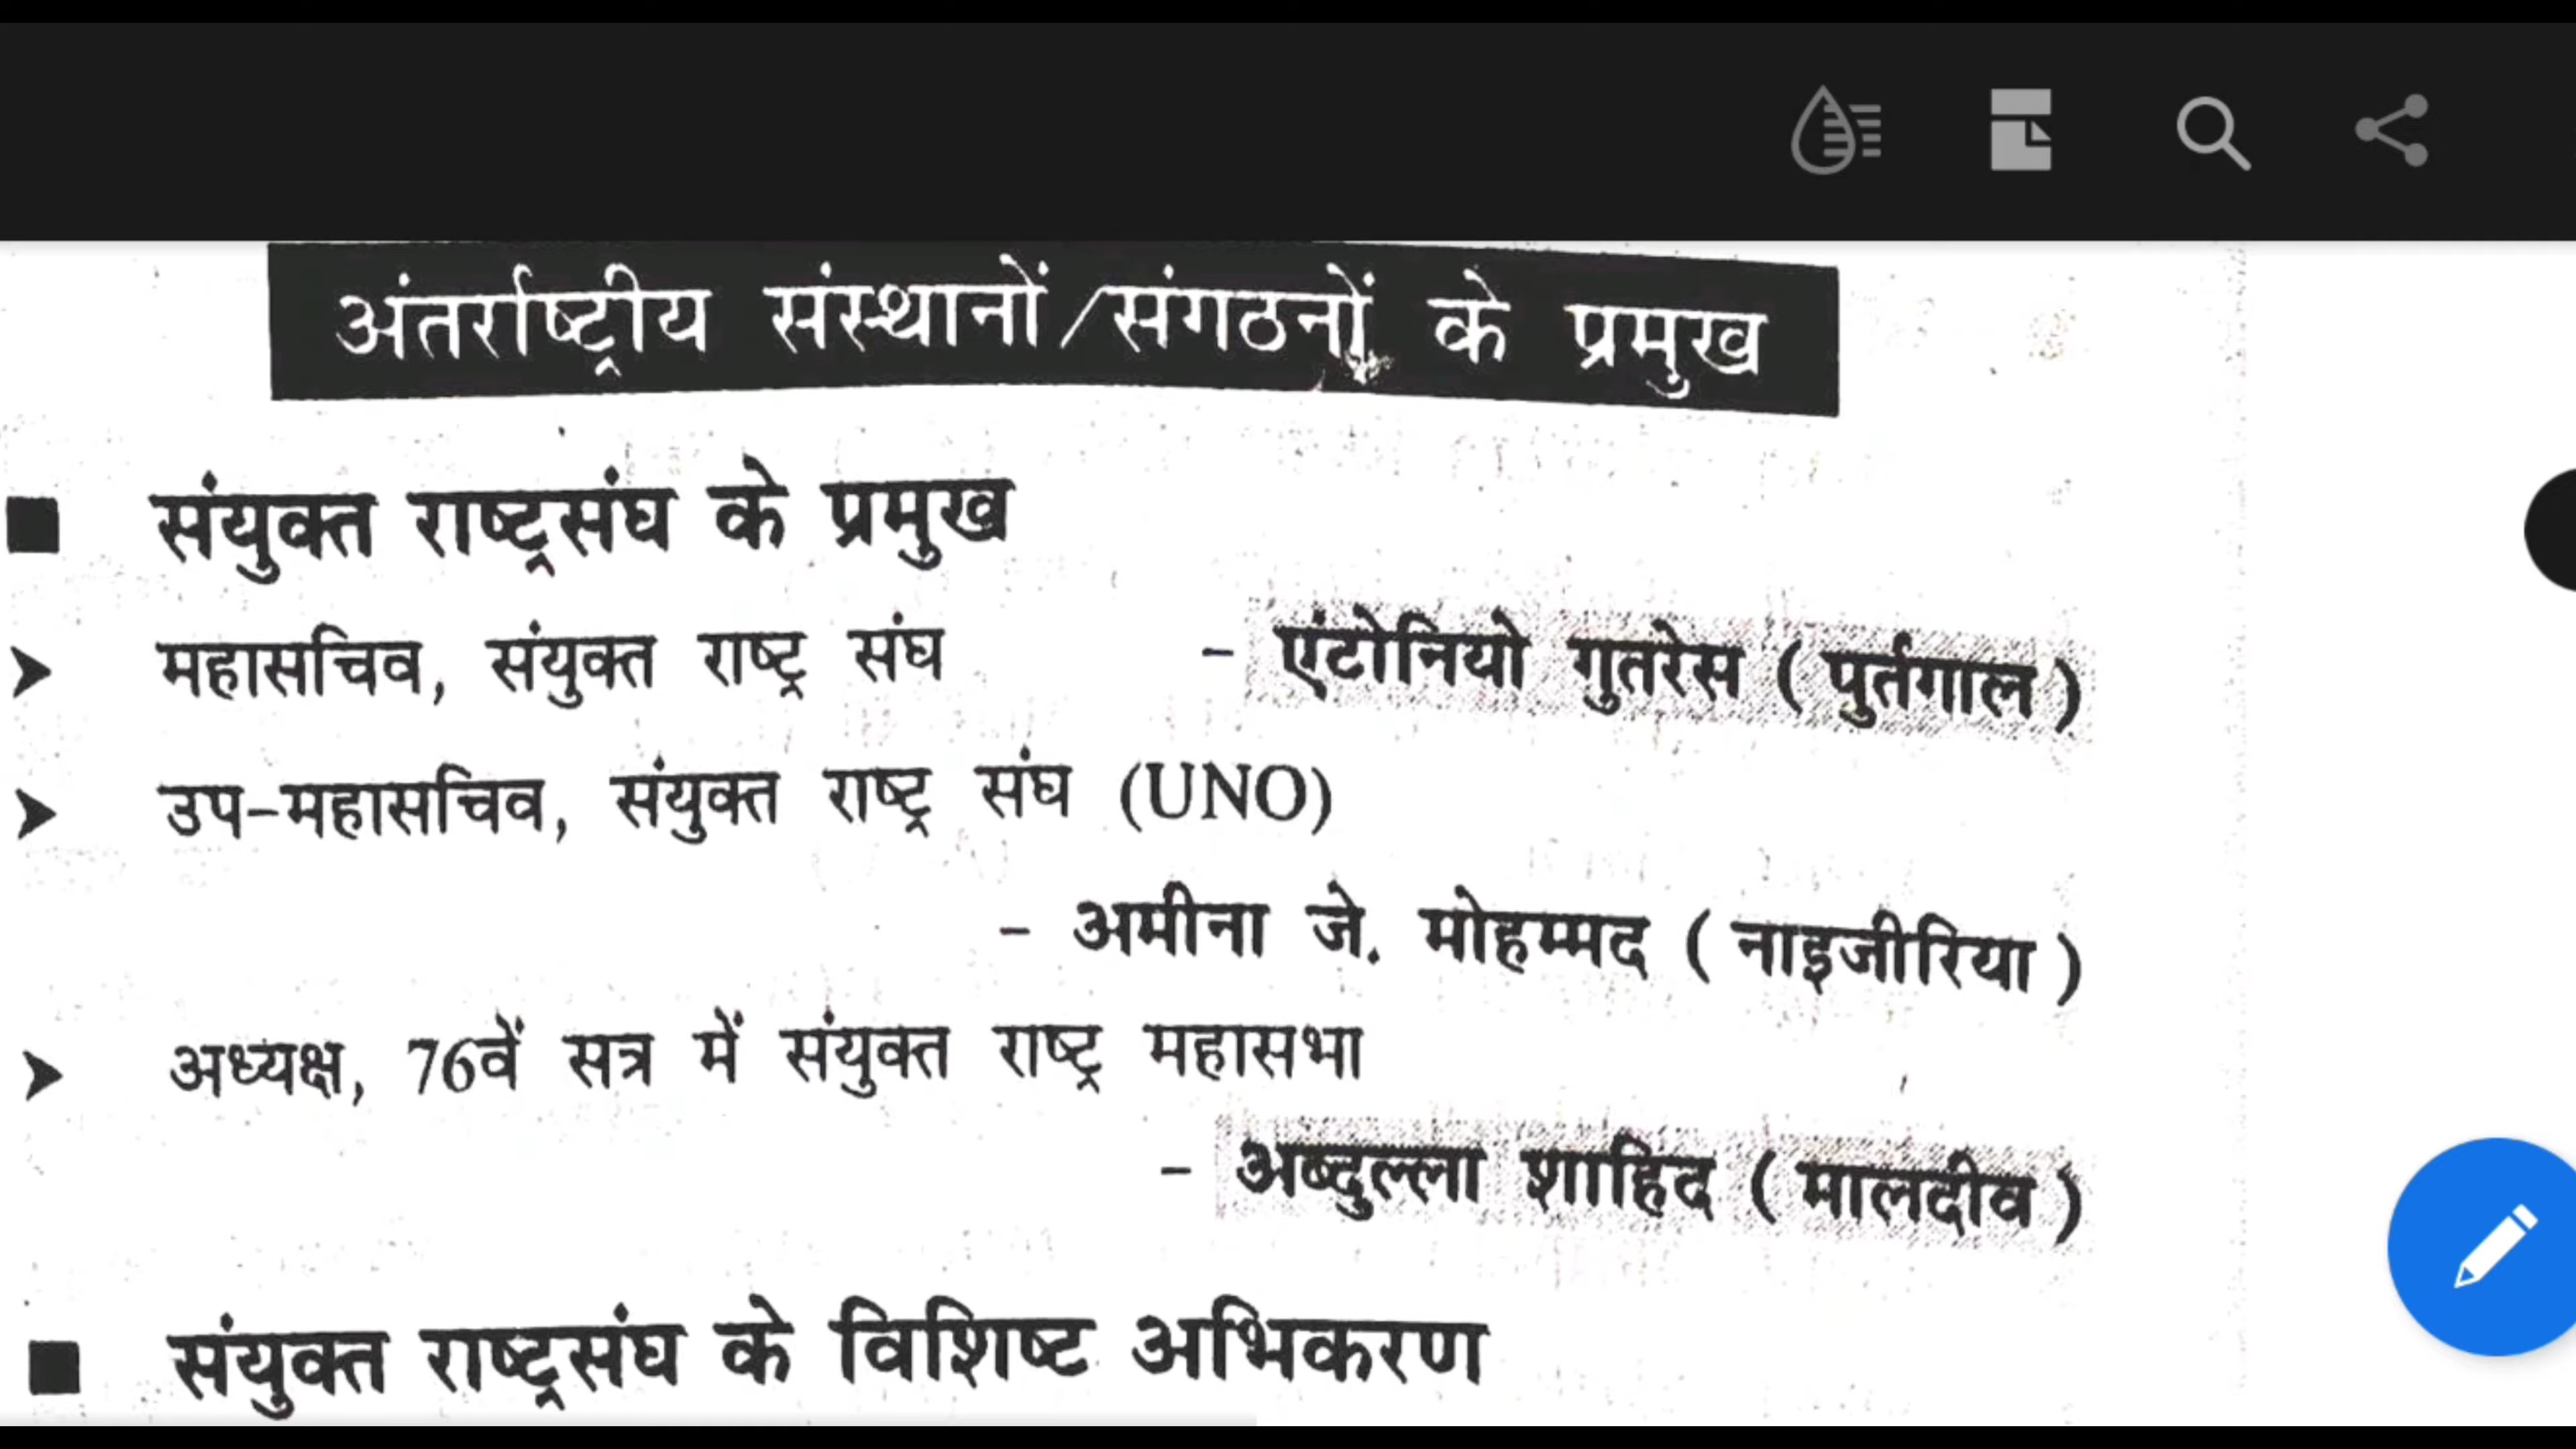 अंतर्राष्ट्रीय संस्थानों/संगठनों के प्रमुख
संयुक्त राष्ट्रसंघ के प्रमुख
महासचिव, संयुक्त राष्ट्र संघ - एंटोनियो गुतरेस (पुर्तगाल)
उप-महासचिव, संयुक्त राष्ट्र संघ (UNO)
- अमीना जे. मोहम्मद (नाइजीरिया)
अध्यक्ष, 76वें सत्र में संयुक्त राष्ट्र महासभा
- अब्दुल्ला शाहिद (मालदीव)
संयुक्त राष्ट्रसंघ के विशिष्ट अभिकरण